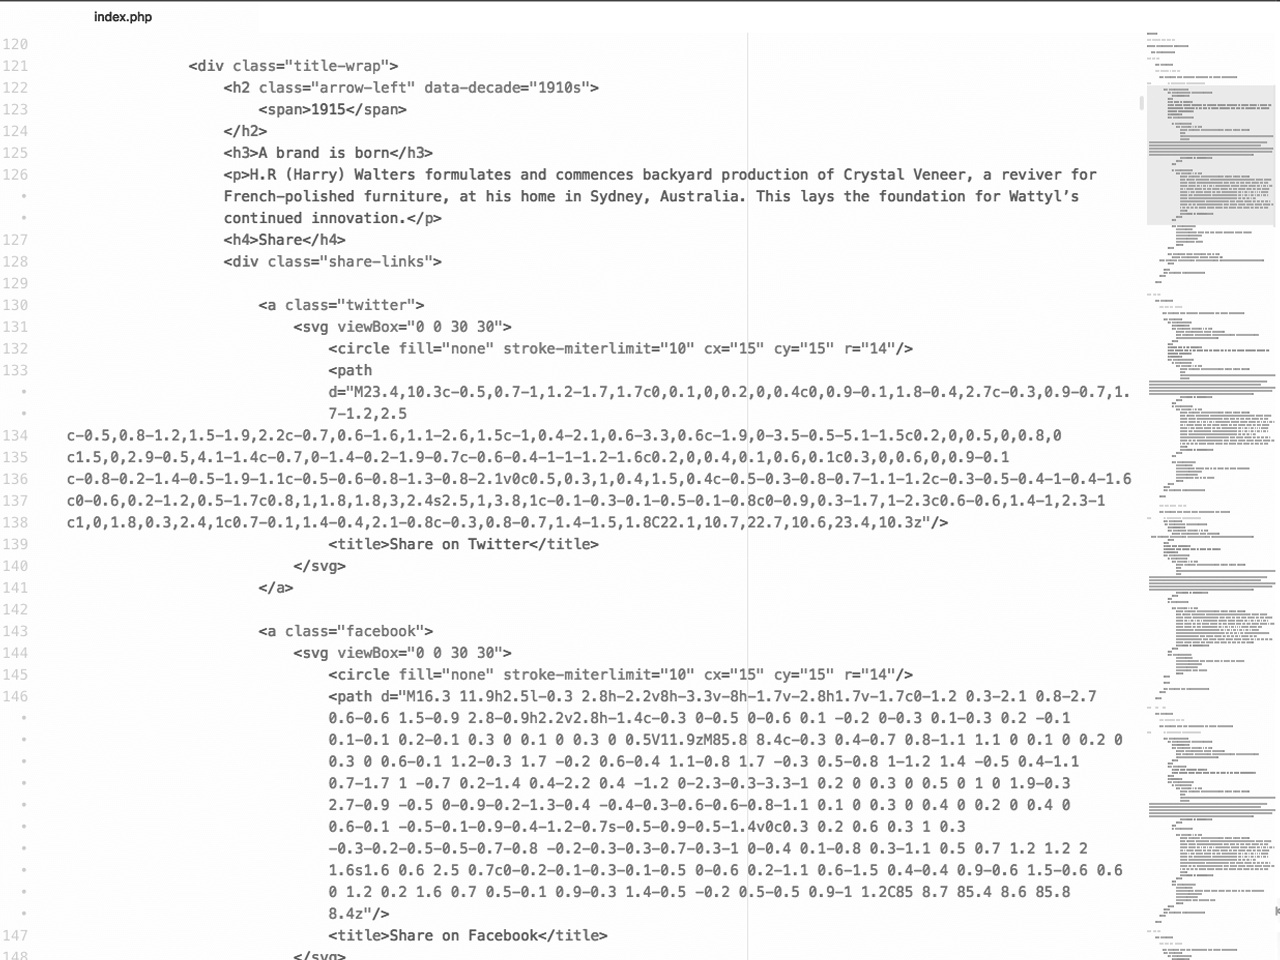 index.php
120
121 <div class="title-wrap">
122 <h2 class="arrow-left" data-decade="1910s">
123 <span>1915</span>
124 </h2>
125 <h3>A brand is born</h3>
126 <p>H.R (Harry) Walters formulates and commences backyard production of Crystal Veneer, a reviver for
French-polished furniture, at his home in Sydney, Australia. This lays the foundation for Wattyl’s
continued innovation.</p>
127 <h4>Share</h4>
128 <div class="share-links">
129
130 <a class="twitter">
131 <svg viewBox="0 0 30 30">
132 <circle fill="none" stroke-miterlimit="10" cx="15" cy="15" r="14"/>
133 <path
d="M23.4,10.3c-0.5,0.7-1,1.2-1.7,1.7c0,0.1,0,0.2,0,0.4c0,0.9-0.1,1.8-0.4,2.7c-0.3,0.9-0.7,1.
7-1.2,2.5
134 c-0.5,0.8-1.2,1.5-1.9,2.2c-0.7,0.6-1.6,1.1-2.6,1.5c-1,0.4-2.1,0.6-3.3,0.6c-1.9,0-3.5-0.5-5.1-1.5c0.2,0,0.5,0,0.8,0
135 c1.5,0,2.9-0.5,4.1-1.4c-0.7,0-1.4-0.2-1.9-0.7c-0.6-0.4-1-1-1.2-1.6c0.2,0,0.4,0.1,0.6,0.1c0.3,0,0.6,0,0.9-0.1
136 c-0.8-0.2-1.4-0.5-1.9-1.1c-0.5-0.6-0.8-1.3-0.8-2.1v0c0.5,0.3,1,0.4,1.5,0.4c-0.5-0.3-0.8-0.7-1.1-1.2c-0.3-0.5-0.4-1-0.4-1.6
137 c0-0.6,0.2-1.2,0.5-1.7c0.8,1,1.8,1.8,3,2.4s2.5,1,3.8,1c-0.1-0.3-0.1-0.5-0.1-0.8c0-0.9,0.3-1.7,1-2.3c0.6-0.6,1.4-1,2.3-1
138 c1,0,1.8,0.3,2.4,1c0.7-0.1,1.4-0.4,2.1-0.8c-0.3,0.8-0.7,1.4-1.5,1.8C22.1,10.7,22.7,10.6,23.4,10.3z"/>
139 <title>Share on Twitter</title>
140 </svg>
141 </a>
142
143 <a class="facebook">
144 <svg viewBox="0 0 30 30">
145 <circle fill="none" stroke-miterlimit="10" cx="15" cy="15" r="14"/>
146 <path d="M16.3 11.9h2.5l-0.3 2.8h-2.2v8h-3.3v-8h-1.7v-2.8h1.7v-1.7c0-1.2 0.3-2.1 0.8-2.7
0.6-0.6 1.5-0.9 2.8-0.9h2.2v2.8h-1.4c-0.3 0-0.5 0-0.6 0.1 -0.2 0-0.3 0.1-0.3 0.2 -0.1
0.1-0.1 0.2-0.1 0.3 0 0.1 0 0.3 0 0.5V11.9zM85.8 8.4c-0.3 0.4-0.7 0.8-1.1 1.1 0 0.1 0 0.2 0
0.3 0 0.6-0.1 1.2-0.3 1.7 -0.2 0.6-0.4 1.1-0.8 1.7 -0.3 0.5-0.8 1-1.2 1.4 -0.5 0.4-1.1
0.7-1.7 1 -0.7 0.2-1.4 0.4-2.2 0.4 -1.2 0-2.3-0.3-3.3-1 0.2 0 0.3 0 0.5 0 1 0 1.9-0.3
2.7-0.9 -0.5 0-0.9-0.2-1.3-0.4 -0.4-0.3-0.6-0.6-0.8-1.1 0.1 0 0.3 0 0.4 0 0.2 0 0.4 0
0.6-0.1 -0.5-0.1-0.9-0.4-1.2-0.7s-0.5-0.9-0.5-1.4v0c0.3 0.2 0.6 0.3 1 0.3
-0.3-0.2-0.5-0.5-0.7-0.8 -0.2-0.3-0.3-0.7-0.3-1 0-0.4 0.1-0.8 0.3-1.1 0.5 0.7 1.2 1.2 2
1.6s1.6 0.6 2.5 0.7c0-0.2-0.1-0.3-0.1-0.5 0-0.6 0.2-1.1 0.6-1.5 0.4-0.4 0.9-0.6 1.5-0.6 0.6
0 1.2 0.2 1.6 0.7 0.5-0.1 0.9-0.3 1.4-0.5 -0.2 0.5-0.5 0.9-1 1.2C85 8.7 85.4 8.6 85.8
8.4z"/>
147 <title>Share on Facebook</title>
148 </svg>